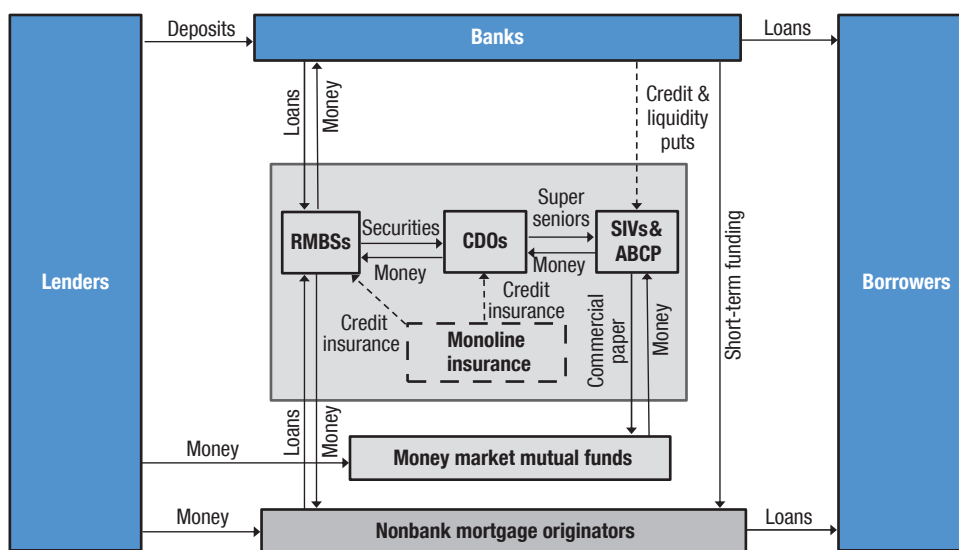 Deposits
Banks
Loans
Loans
Money
Credit &
liquidity
puts
Short-term funding
Lenders
Borrowers
RMBSs
Securities
Money
CDOs
Super
seniors
Money
SIVs &
ABCP
Credit
insurance
Credit
insurance
Monoline
insurance
Commercial
paper
Money
Loans
Money
Money
Money market mutual funds
Money
Nonbank mortgage originators
Loans